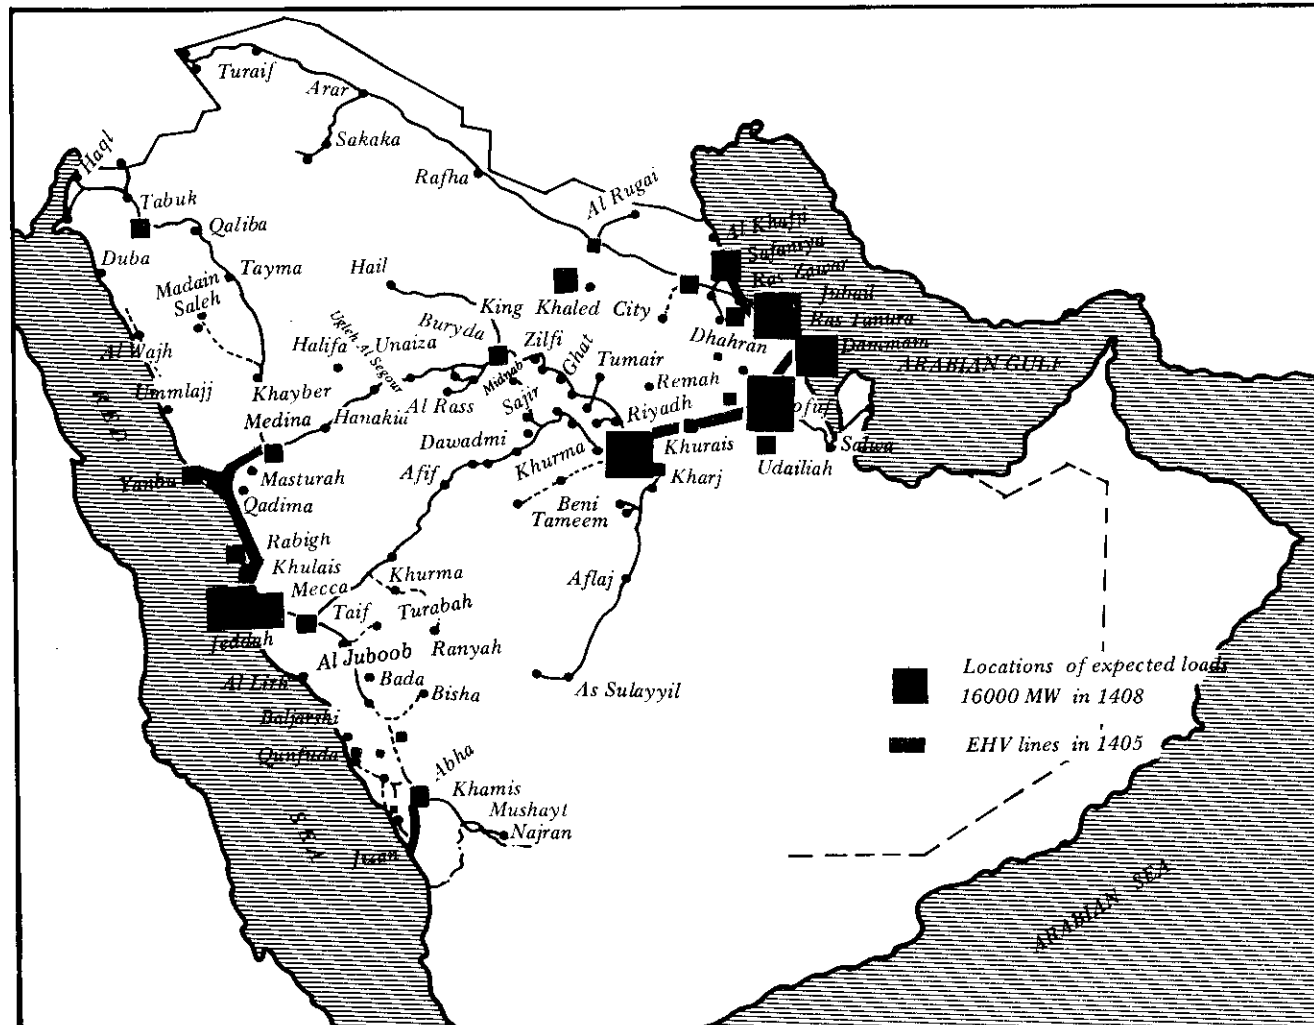 Turaif
Arar
Sakaka
Haql
Rafha
Al Rugai
Tabuk
Qaliba
Al Khafji
Safaniya
Ras Zawar
Duba
Madain
Saleh
Tayma
Hail
King Khaled City
Jubail
Ras Tanura
Buryda
Zilfi
Ghat
Dhahran
Dammam
Al Wajh
Halifa
Ugleh Al Segour
Unaiza
Midnab
Tumair
ARABIAN GULF
Ummlajj
Khayber
Al Rass
Sajir
Remah
RED
Medina
Hanakiu
Riyadh
Dawadmi
Khurma
Khurais
Salwa
Yanbu
Masturah
Afif
Kharj
Udailiah
Qadima
Beni
Tameem
Rabigh
Khulais
Mecca
Khurma
Aflaj
Taif
Turabah
Jeddah
Ranyah
Al Juboob
Al Lith
Bada
Bisha
As Sulayyil
Locations of expected loads
16000 MW in 1408
Baljarshi
Qunfuda
EHV lines in 1405
Abha
Khamis
Mushayt
Najran
SEA
Jizan
ARABIAN SEA